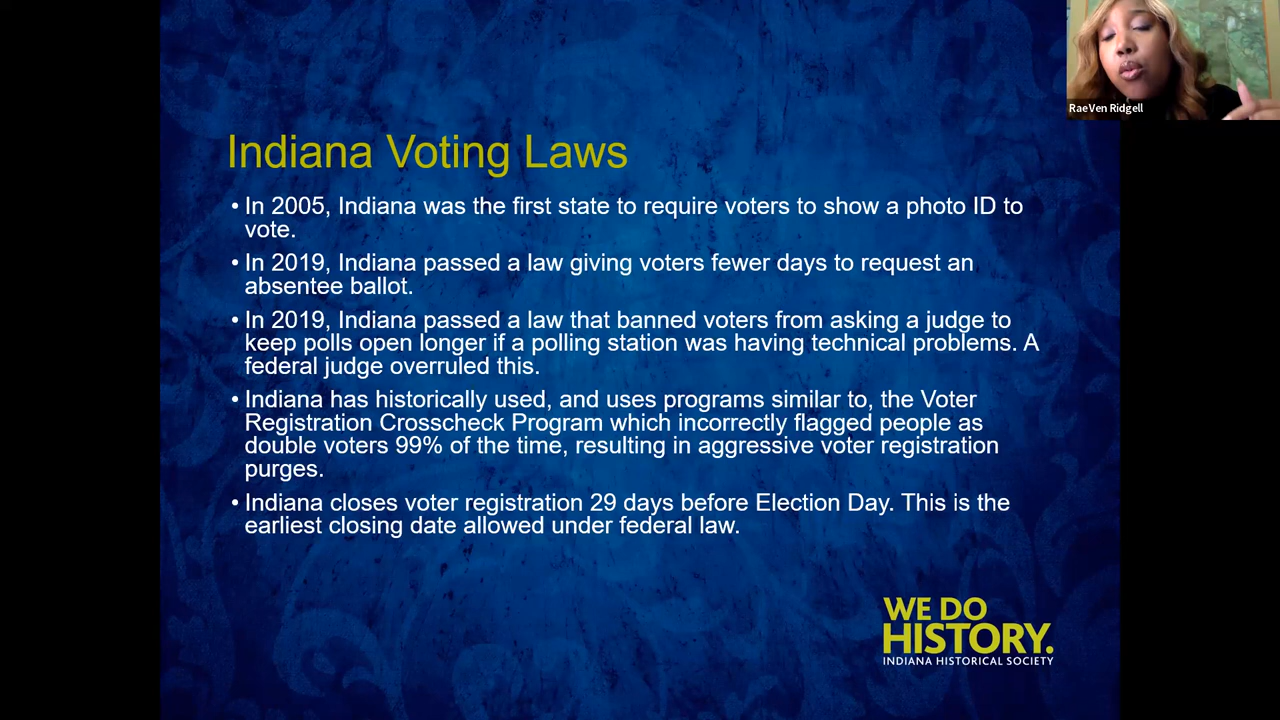 RaeVen Ridgell
Indiana Voting Laws
• In 2005, Indiana was the first state to require voters to show a photo ID to
vote.
• In 2019, Indiana passed a law giving voters fewer days to request an
absentee ballot.
• In 2019, Indiana passed a law that banned voters from asking a judge to
keep polls open longer if a polling station was having technical problems. A
federal judge overruled this.
• Indiana has historically used, and uses programs similar to, the Voter
Registration Crosscheck Program which incorrectly flagged people as
double voters 99% of the time, resulting in aggressive voter registration
purges.
• Indiana closes voter registration 29 days before Election Day. This is the
earliest closing date allowed under federal law.
WE DO
HISTORY.
INDIANA HISTORICAL SOCIETY